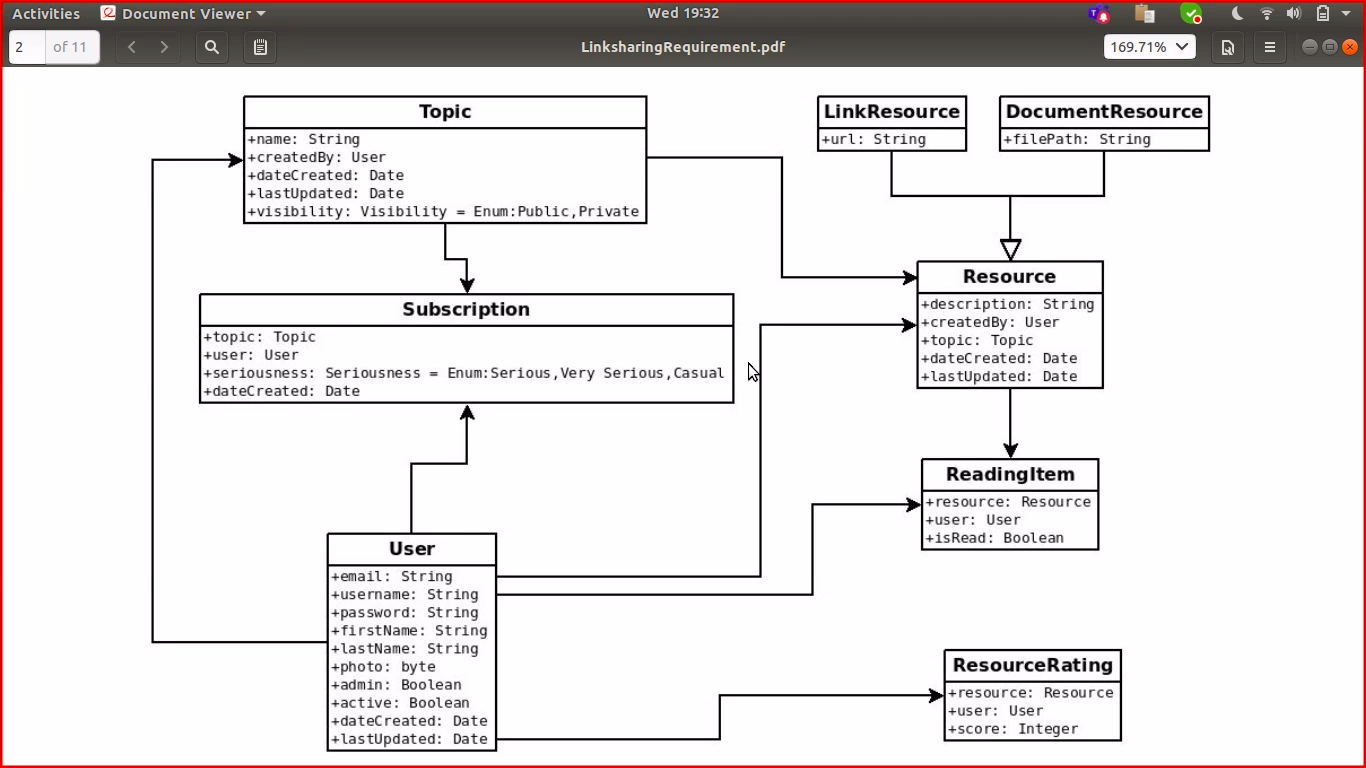 Activities
Document Viewer
Wed 19:32
2 of 11
LinksharingRequirement.pdf
169.71%
Topic
+name: String
+createdBy: User
+dateCreated: Date
+lastUpdated: Date
+visibility: Visibility = Enum:Public,Private
LinkResource
+url: String
DocumentResource
+filePath: String
Subscription
+topic: Topic
+user: User
+seriousness: Seriousness = Enum:Serious,Very Serious,Casual
+dateCreated: Date
Resource
+description: String
+createdBy: User
+topic: Topic
+dateCreated: Date
+lastUpdated: Date
ReadingItem
+resource: Resource
+user: User
+isRead: Boolean
User
+email: String
+username: String
+password: String
+firstName: String
+lastName: String
+photo: byte
+admin: Boolean
+active: Boolean
+dateCreated: Date
+lastUpdated: Date
ResourceRating
+resource: Resource
+user: User
+score: Integer